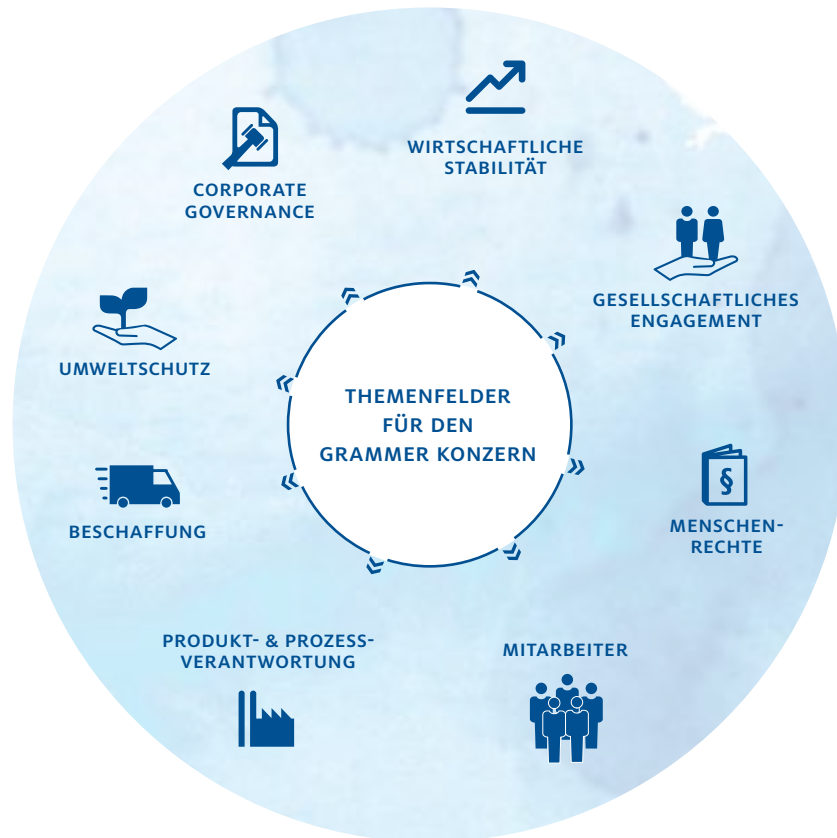 WIRTSCHAFTLICHE
STABILITÄT
CORPORATE
GOVERNANCE
GESELLSCHAFTLICHES
ENGAGEMENT
UMWELTSCHUTZ
THEMENFELDER
FÜR DEN
GRAMMER KONZERN
§
BESCHAFFUNG
MENSCHEN-
RECHTE
PRODUKT- & PROZESS-
VERANTWORTUNG
MITARBEITER